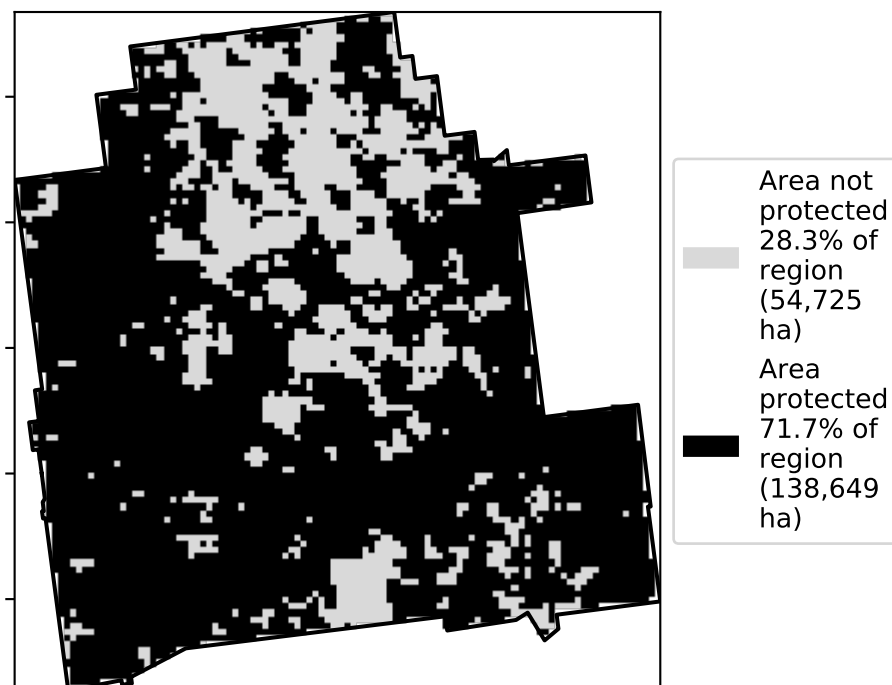 Area not
protected
28.3% of
region
(54,725
ha)
Area
protected
71.7% of
region
(138,649
ha)